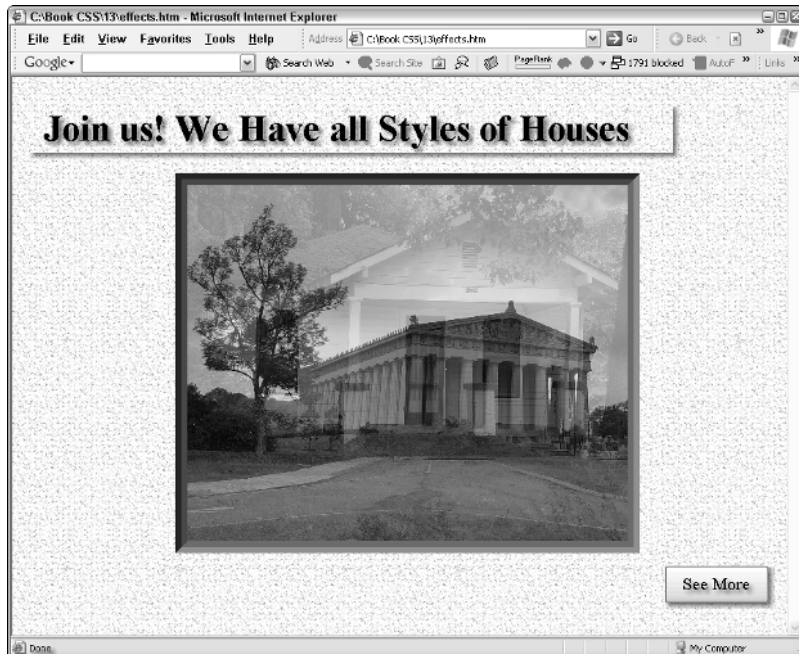 C:\Book CSS\13\effects.htm - Microsoft Internet Explorer
File Edit View Favorites Tools Help Address C:\Book CSS\13\effects.htm Go Back »
Google Search Web Search Site PageRank 1791 blocked AutoF » Links »
Join us! We Have all Styles of Houses
See More
Done My Computer